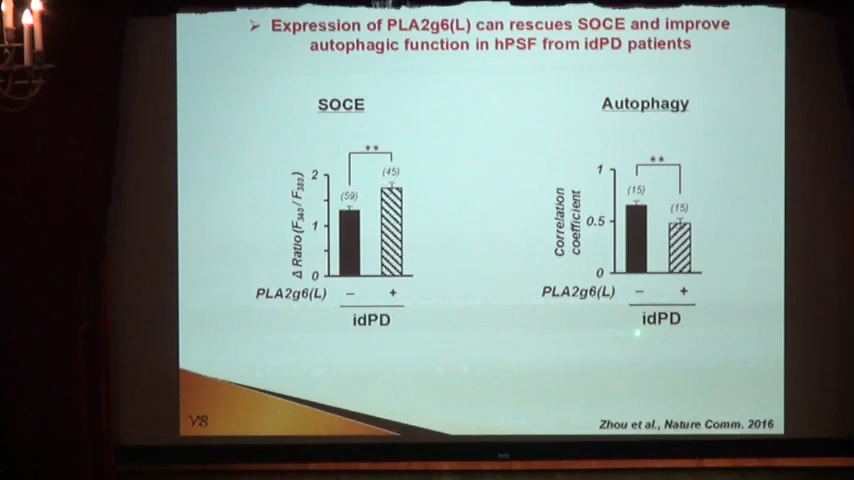 ➢ Expression of PLA2g6(L) can rescues SOCE and improve
autophagic function in hPSF from idPD patients
SOCE
Autophagy
**
(45)
(59)
2
1
0
Δ Ratio (F340 / F380)
PLA2g6(L) – +
idPD
**
(15)
(15)
1
0.5
0
Correlation
coefficient
PLA2g6(L) – +
idPD
V8
Zhou et al., Nature Comm. 2016